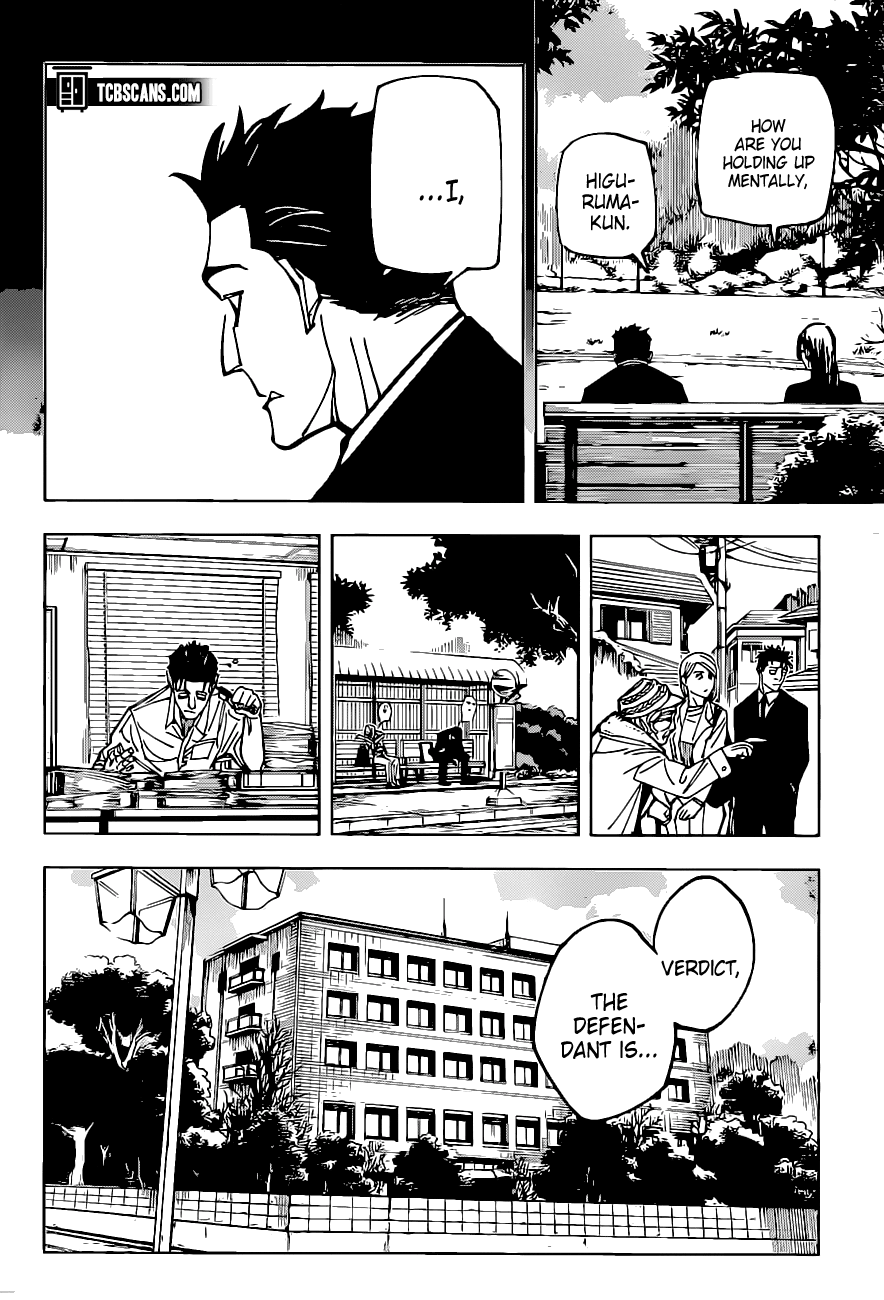 HOW
ARE YOU
HOLDING UP
MENTALLY,
HIGU-
RUMA-
KUN.
...I,
TCBSCANS.COM
VERDICT,
THE
DEFEN-
DANT IS...